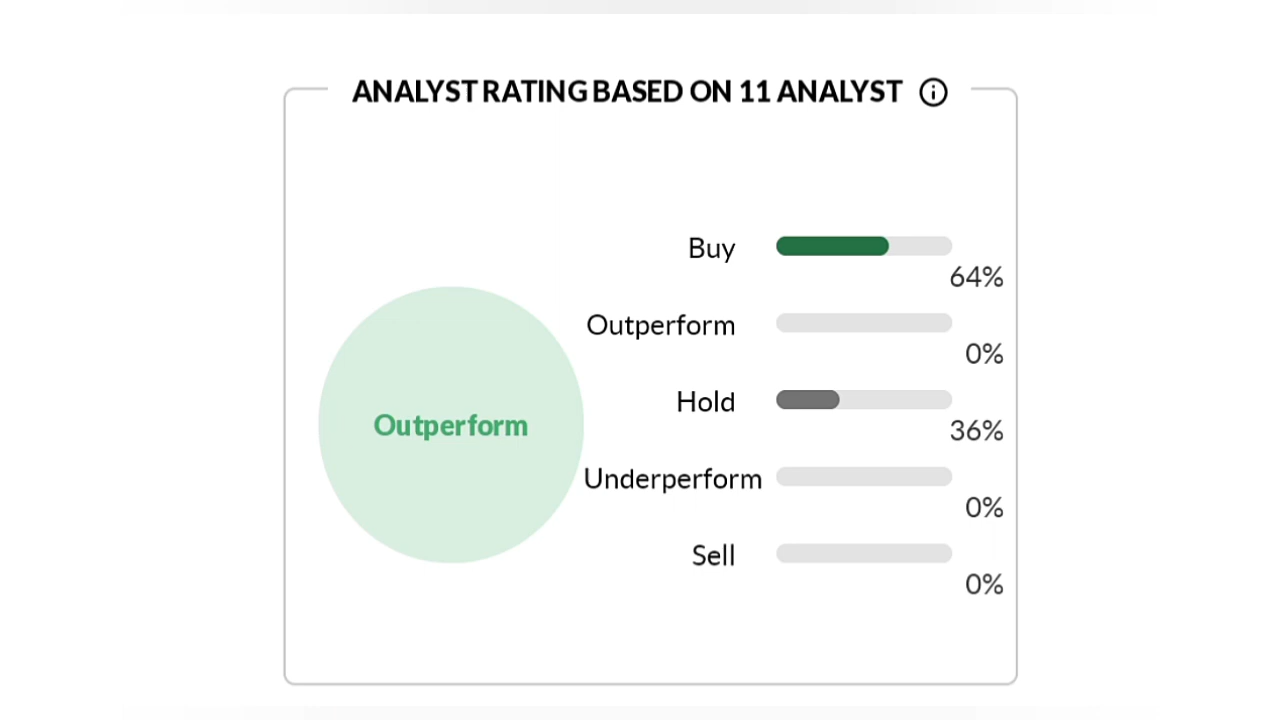 ANALYST RATING BASED ON 11 ANALYST
Buy
64%
Outperform
0%
Hold
36%
Underperform
0%
Sell
0%
Outperform